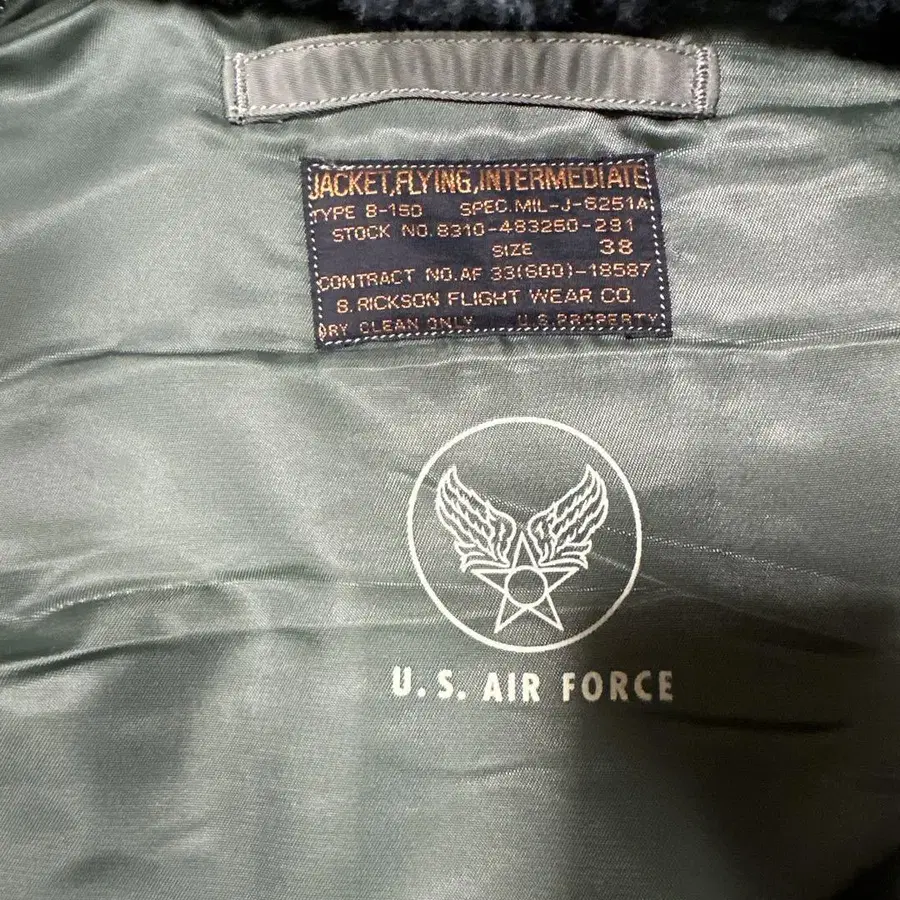 JACKET,FLYING,INTERMEDIATE
TYPE B-15D SPEC.MIL-J-6251A
STOCK NO.8310-483250-291
SIZE 38
CONTRACT NO.AF 33(600)-18587
B.RICKSON FLIGHT WEAR CO.
DRY CLEAN ONLY U.S.PROPERTY
U.S. AIR FORCE